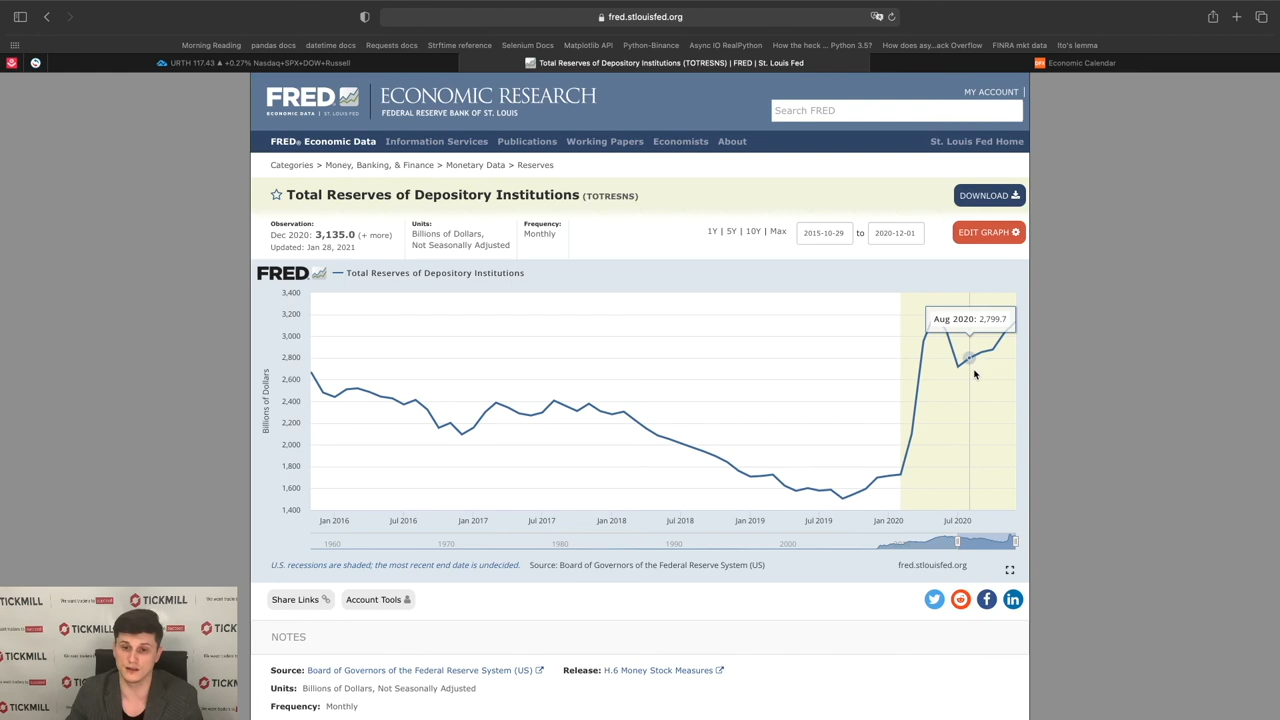 fred.stlouisfed.org
Morning Reading pandas docs datetime docs Requests docs Strftime reference Selenium Docs Matplotlib API Python-Binance Async IO RealPython How the heck ... Python 3.5? How does asy...ack Overflow FINRA mkt data Ito's lemma
URTH 117.43 ▲ +0.27% Nasdaq+SPX+DOW+Russell
Total Reserves of Depository Institutions (TOTRESNS) | FRED | St. Louis Fed
Economic Calendar
FRED
ECONOMIC DATA | ST. LOUIS FED
ECONOMIC RESEARCH
FEDERAL RESERVE BANK OF ST. LOUIS
MY ACCOUNT
Search FRED
FRED® Economic Data Information Services Publications Working Papers Economists About St. Louis Fed Home
Categories > Money, Banking, & Finance > Monetary Data > Reserves
Total Reserves of Depository Institutions (TOTRESNS)
DOWNLOAD
Observation:
Dec 2020: 3,135.0 (+ more)
Updated: Jan 28, 2021
Units:
Billions of Dollars,
Not Seasonally Adjusted
Frequency:
Monthly
1Y | 5Y | 10Y | Max
2015-10-29 to 2020-12-01
EDIT GRAPH
FRED
Total Reserves of Depository Institutions
3,400
3,200
3,000
2,800
2,600
2,400
2,200
2,000
1,800
1,600
1,400
Billions of Dollars
Aug 2020: 2,799.7
Jan 2016 Jul 2016 Jan 2017 Jul 2017 Jan 2018 Jul 2018 Jan 2019 Jul 2019 Jan 2020 Jul 2020
1960 1970 1980 1990 2000
U.S. recessions are shaded; the most recent end date is undecided. Source: Board of Governors of the Federal Reserve System (US) fred.stlouisfed.org
Share Links Account Tools
NOTES
Source: Board of Governors of the Federal Reserve System (US) Release: H.6 Money Stock Measures
Units: Billions of Dollars, Not Seasonally Adjusted
Frequency: Monthly
TICKMILL
TICKMILL
TICKMILL
TICKMILL
TICKMILL